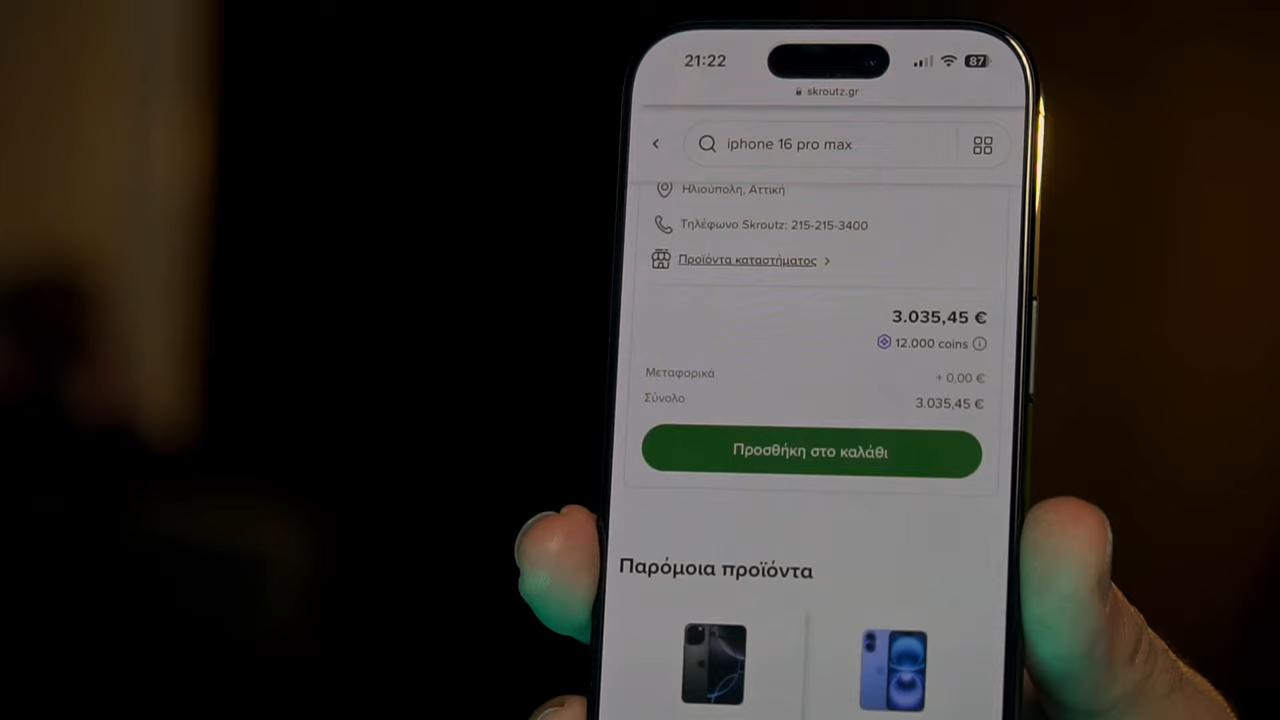 21:22
87
skroutz.gr
iphone 16 pro max
Ηλιούπολη, Αττική
Τηλέφωνο Skroutz: 215-215-3400
Προϊόντα καταστήματος
3.035,45 €
12.000 coins
Μεταφορικά + 0,00 €
Σύνολο 3.035,45 €
Προσθήκη στο καλάθι
Παρόμοια προϊόντα